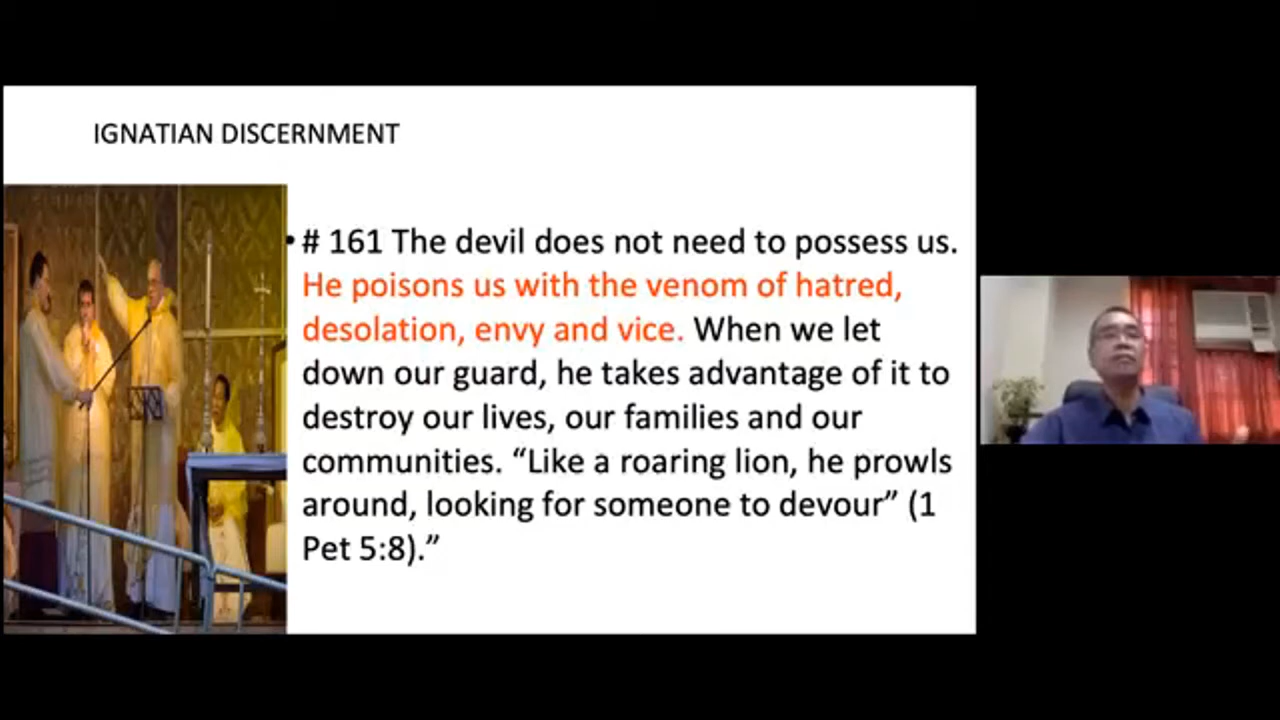 IGNATIAN DISCERNMENT
• # 161 The devil does not need to possess us.
He poisons us with the venom of hatred,
desolation, envy and vice. When we let
down our guard, he takes advantage of it to
destroy our lives, our families and our
communities. “Like a roaring lion, he prowls
around, looking for someone to devour” (1
Pet 5:8).”